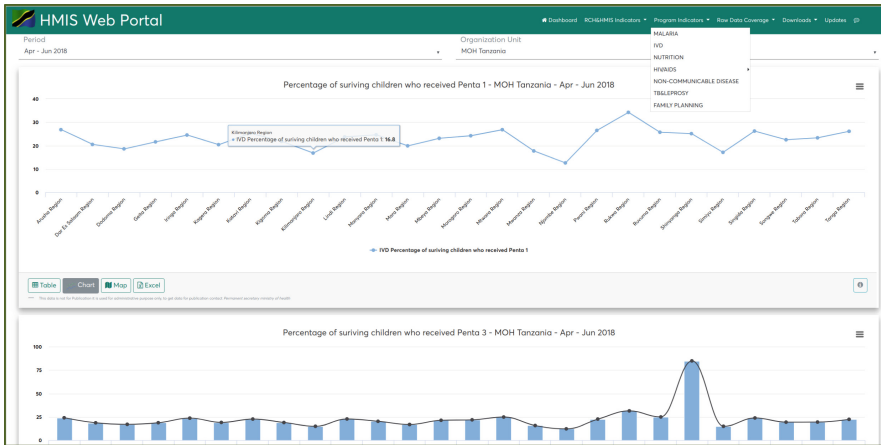 HMIS Web Portal
Dashboard RCH&HMIS Indicators Program Indicators Raw Data Coverage Downloads Updates
Period
Apr - Jun 2018
Organization Unit
MOH Tanzania
MALARIA
IVD
NUTRITION
HIV/AIDS
NON-COMMUNICABLE DISEASE
TB&LEPROSY
FAMILY PLANNING
Percentage of suriving children who received Penta 1 - MOH Tanzania - Apr - Jun 2018
40
30
20
10
0
Kilimanjaro Region
IVD Percentage of suriving children who received Penta 1: 16.8
Arusha Region
Dar Es Salaam Region
Dodoma Region
Geita Region
Iringa Region
Kagera Region
Katavi Region
Kigoma Region
Kilimanjaro Region
Lindi Region
Manyara Region
Mara Region
Mbeya Region
Morogoro Region
Mtwara Region
Mwanza Region
Njombe Region
Pwani Region
Rukwa Region
Ruvuma Region
Shinyanga Region
Simiyu Region
Singida Region
Songwe Region
Tabora Region
Tanga Region
IVD Percentage of suriving children who received Penta 1
Table Chart Map Excel
Percentage of suriving children who received Penta 3 - MOH Tanzania - Apr - Jun 2018
100
75
50
25